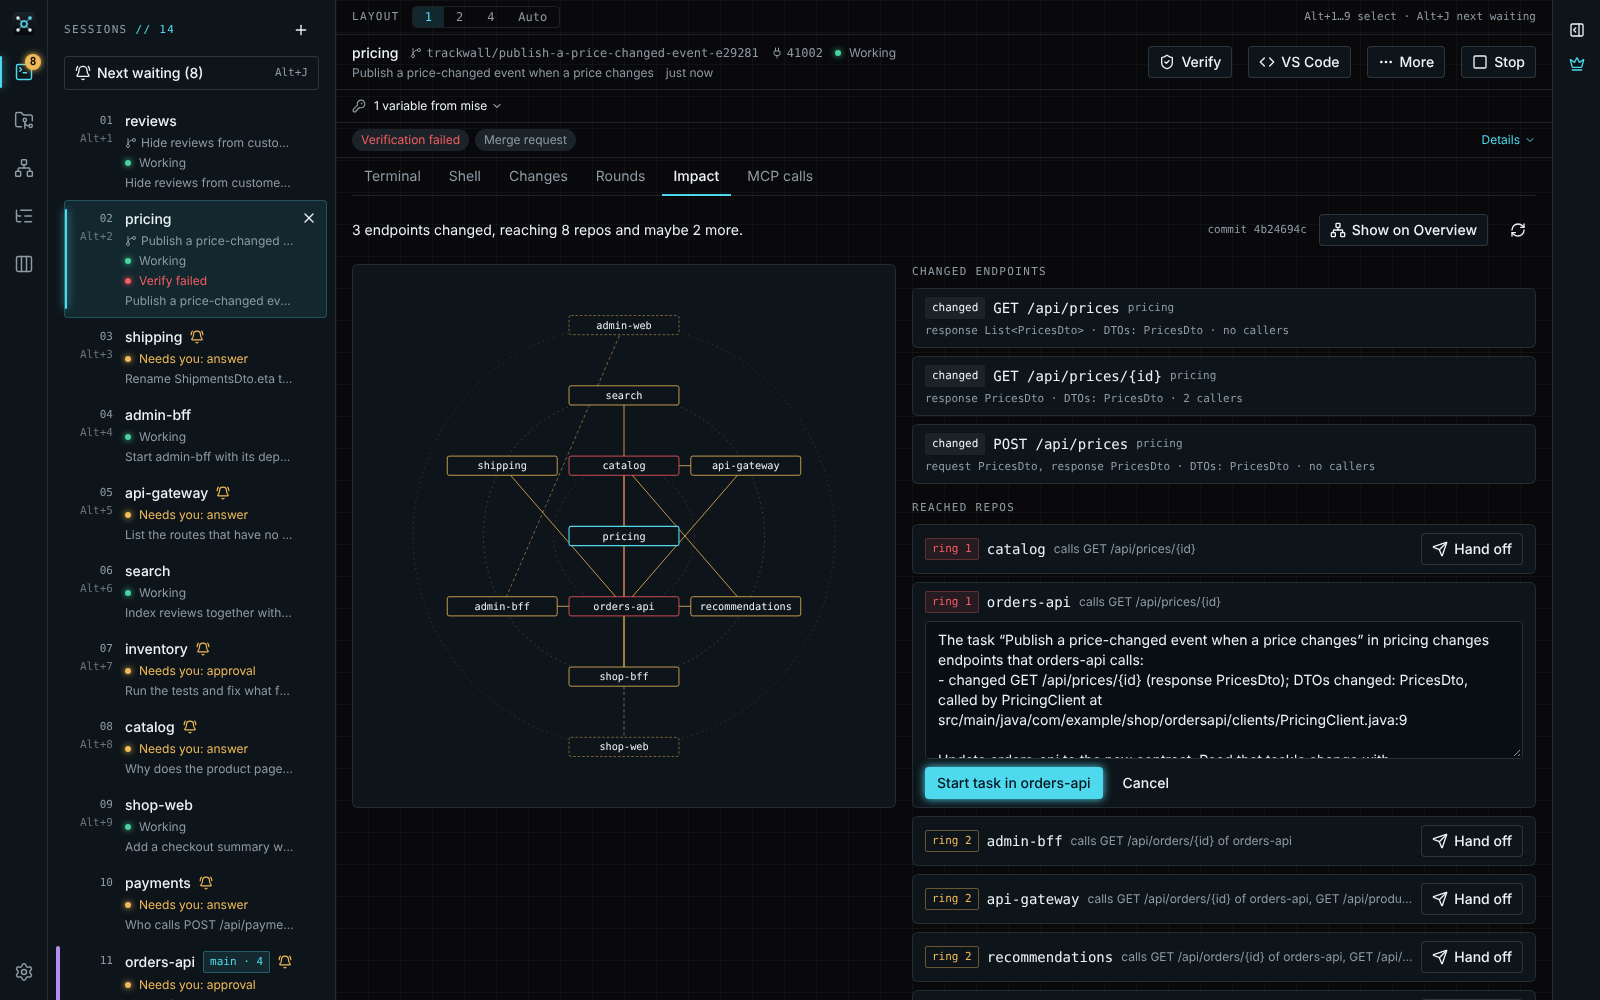 8
SESSIONS // 14
Next waiting (8) Alt+J
01 reviews
Alt+1 Hide reviews from custo...
Working
Hide reviews from custome...
02 pricing
Alt+2 Publish a price-changed ...
Working
Verify failed
Publish a price-changed ev...
03 shipping
Alt+3 Needs you: answer
Rename ShipmentsDto.eta t...
04 admin-bff
Alt+4 Working
Start admin-bff with its dep...
05 api-gateway
Alt+5 Needs you: answer
List the routes that have no ...
06 search
Alt+6 Working
Index reviews together with...
07 inventory
Alt+7 Needs you: approval
Run the tests and fix what f...
08 catalog
Alt+8 Needs you: answer
Why does the product page...
09 shop-web
Alt+9 Working
Add a checkout summary w...
10 payments
Needs you: answer
Who calls POST /api/payme...
11 orders-api main · 4
Needs you: approval
LAYOUT 1 2 4 Auto
Alt+1…9 select · Alt+J next waiting
pricing trackwall/publish-a-price-changed-event-e29281 41002 Working
Publish a price-changed event when a price changes just now
Verify VS Code More Stop
1 variable from mise
Verification failed Merge request Details
Terminal Shell Changes Rounds Impact MCP calls
3 endpoints changed, reaching 8 repos and maybe 2 more.
commit 4b24694c Show on Overview
admin-web
search
shipping catalog api-gateway
pricing
admin-bff orders-api recommendations
shop-bff
shop-web
CHANGED ENDPOINTS
changed GET /api/prices pricing
response List<PricesDto> · DTOs: PricesDto · no callers
changed GET /api/prices/{id} pricing
response PricesDto · DTOs: PricesDto · 2 callers
changed POST /api/prices pricing
request PricesDto, response PricesDto · DTOs: PricesDto · no callers
REACHED REPOS
ring 1 catalog calls GET /api/prices/{id} Hand off
ring 1 orders-api calls GET /api/prices/{id}
The task “Publish a price-changed event when a price changes” in pricing changes
endpoints that orders-api calls:
- changed GET /api/prices/{id} (response PricesDto); DTOs changed: PricesDto,
called by PricingClient at
src/main/java/com/example/shop/ordersapi/clients/PricingClient.java:9
Update orders-api to the new contract. Read that task's change with
Start task in orders-api Cancel
ring 2 admin-bff calls GET /api/orders/{id} of orders-api Hand off
ring 2 api-gateway calls GET /api/orders/{id} of orders-api, GET /api/produ... Hand off
ring 2 recommendations calls GET /api/orders/{id} of orders-api, GET /api/... Hand off